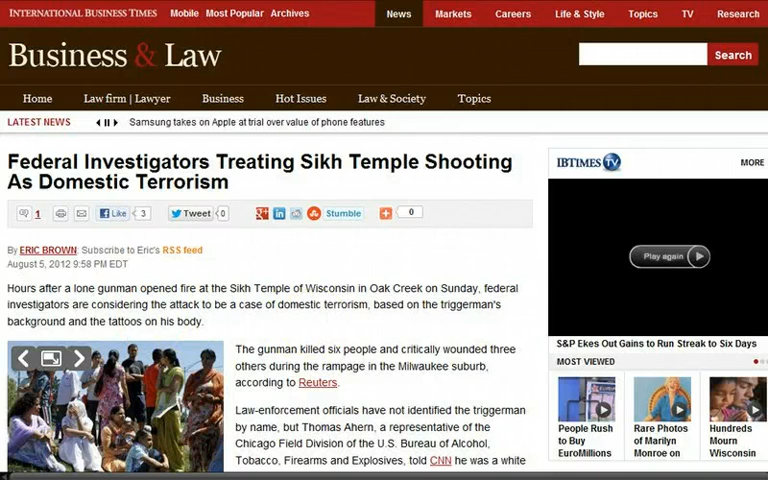 INTERNATIONAL BUSINESS TIMES Mobile Most Popular Archives News Markets Careers Life & Style Topics TV Research
Business & Law
Search
Home Law firm | Lawyer Business Hot Issues Law & Society Topics
LATEST NEWS Samsung takes on Apple at trial over value of phone features
Federal Investigators Treating Sikh Temple Shooting
As Domestic Terrorism
1 Like 3 Tweet 0 Stumble 0
By ERIC BROWN: Subscribe to Eric's RSS feed
August 5, 2012 9:58 PM EDT
Hours after a lone gunman opened fire at the Sikh Temple of Wisconsin in Oak Creek on Sunday, federal
investigators are considering the attack to be a case of domestic terrorism, based on the triggerman's
background and the tattoos on his body.
The gunman killed six people and critically wounded three
others during the rampage in the Milwaukee suburb,
according to Reuters.
Law-enforcement officials have not identified the triggerman
by name, but Thomas Ahern, a representative of the
Chicago Field Division of the U.S. Bureau of Alcohol,
Tobacco, Firearms and Explosives, told CNN he was a white
IBTIMES TV MORE
Play again
S&P Ekes Out Gains to Run Streak to Six Days
MOST VIEWED
People Rush
to Buy
EuroMillions
Rare Photos
of Marilyn
Monroe on
Hundreds
Mourn
Wisconsin